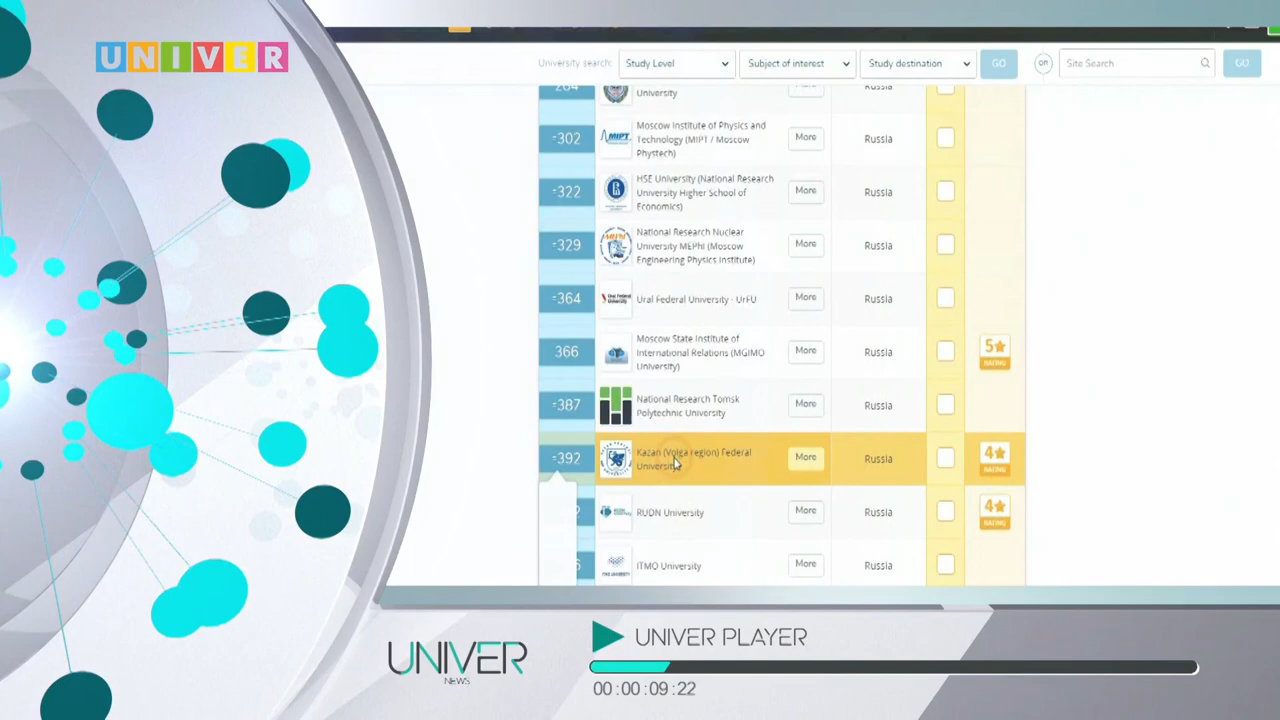 UNIVER
University search:
Study Level
Subject of interest
Study destination
GO
OR
Site Search
GO
University
Russia
=302
Moscow Institute of Physics and
Technology (MIPT / Moscow
Phystech)
More
Russia
=322
HSE University (National Research
University Higher School of
Economics)
More
Russia
=329
National Research Nuclear
University MEPhI (Moscow
Engineering Physics Institute)
More
Russia
=364
Ural Federal University - UrFU
More
Russia
366
Moscow State Institute of
International Relations (MGIMO
University)
More
Russia
5
RATING
=387
National Research Tomsk
Polytechnic University
More
Russia
=392
Kazan (Volga region) Federal
University
More
Russia
4
RATING
RUDN University
More
Russia
4
RATING
ITMO University
More
Russia
UNIVER
NEWS
UNIVER PLAYER
00:00:09:22